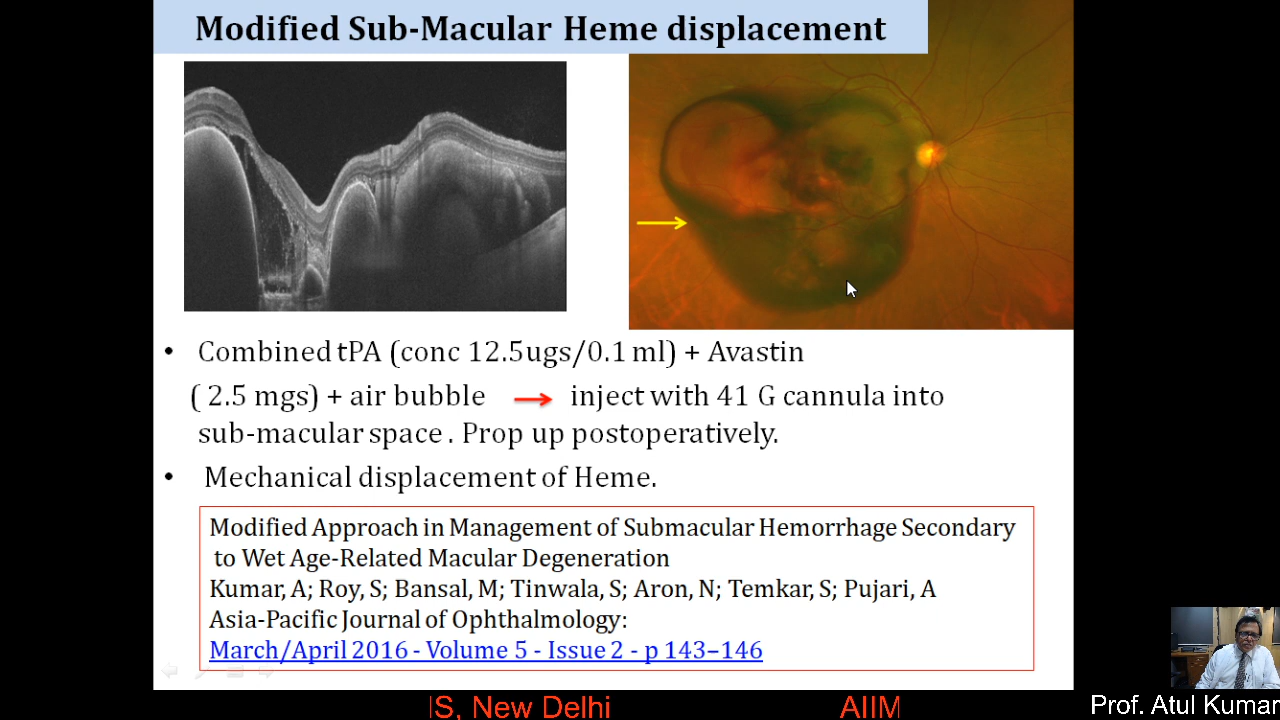 Modified Sub-Macular Heme displacement
• Combined tPA (conc 12.5ugs/0.1 ml) + Avastin
( 2.5 mgs) + air bubble → inject with 41 G cannula into
sub-macular space . Prop up postoperatively.
• Mechanical displacement of Heme.
Modified Approach in Management of Submacular Hemorrhage Secondary
to Wet Age-Related Macular Degeneration
Kumar, A; Roy, S; Bansal, M; Tinwala, S; Aron, N; Temkar, S; Pujari, A
Asia-Pacific Journal of Ophthalmology:
March/April 2016 - Volume 5 - Issue 2 - p 143–146
IS, New Delhi AIIM
Prof. Atul Kumar